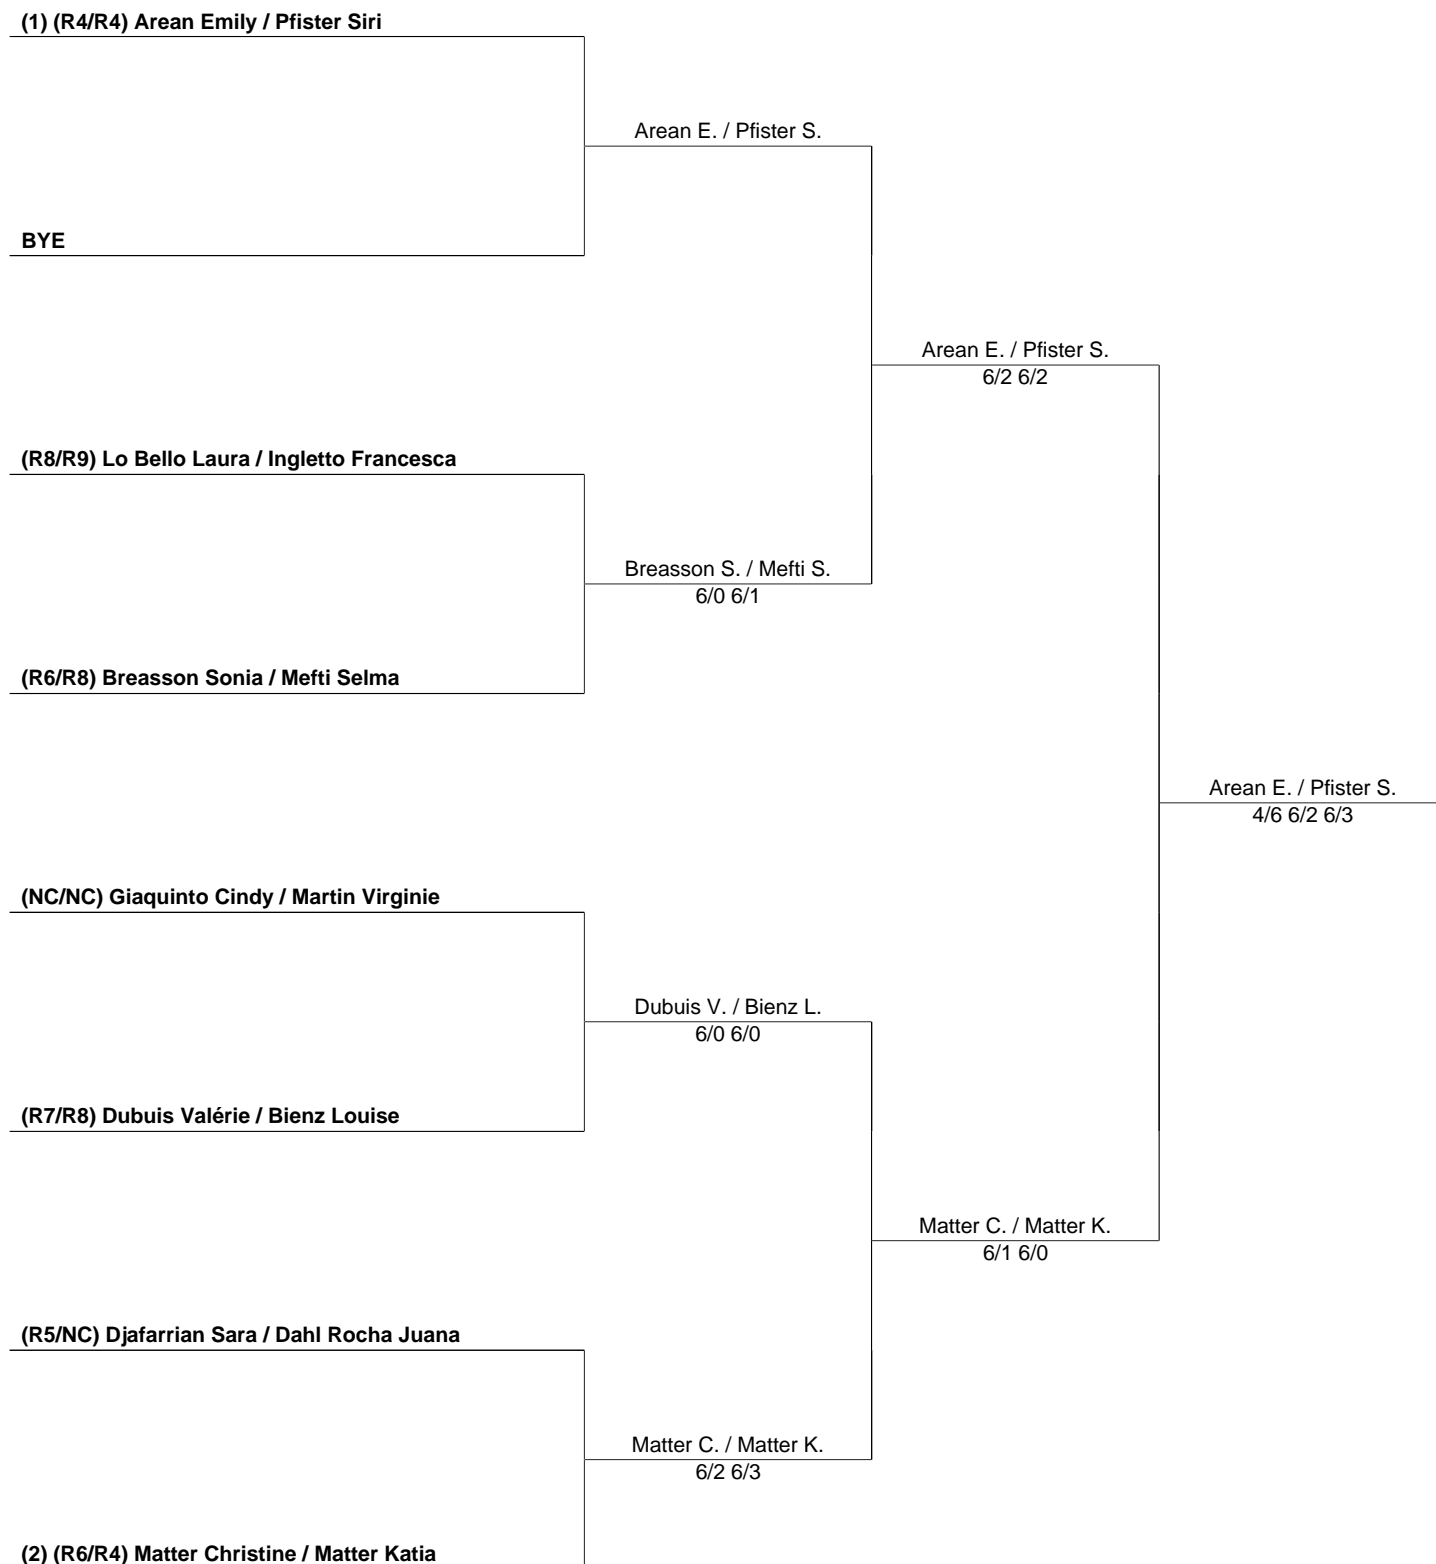 (1) (R4/R4) Arean Emily / Pfister Siri
Arean E. / Pfister S.
BYE
Arean E. / Pfister S.
6/2 6/2
(R8/R9) Lo Bello Laura / Ingletto Francesca
Breasson S. / Mefti S.
6/0 6/1
(R6/R8) Breasson Sonia / Mefti Selma
Arean E. / Pfister S.
4/6 6/2 6/3
(NC/NC) Giaquinto Cindy / Martin Virginie
Dubuis V. / Bienz L.
6/0 6/0
(R7/R8) Dubuis Valérie / Bienz Louise
Matter C. / Matter K.
6/1 6/0
(R5/NC) Djafarrian Sara / Dahl Rocha Juana
Matter C. / Matter K.
6/2 6/3
(2) (R6/R4) Matter Christine / Matter Katia